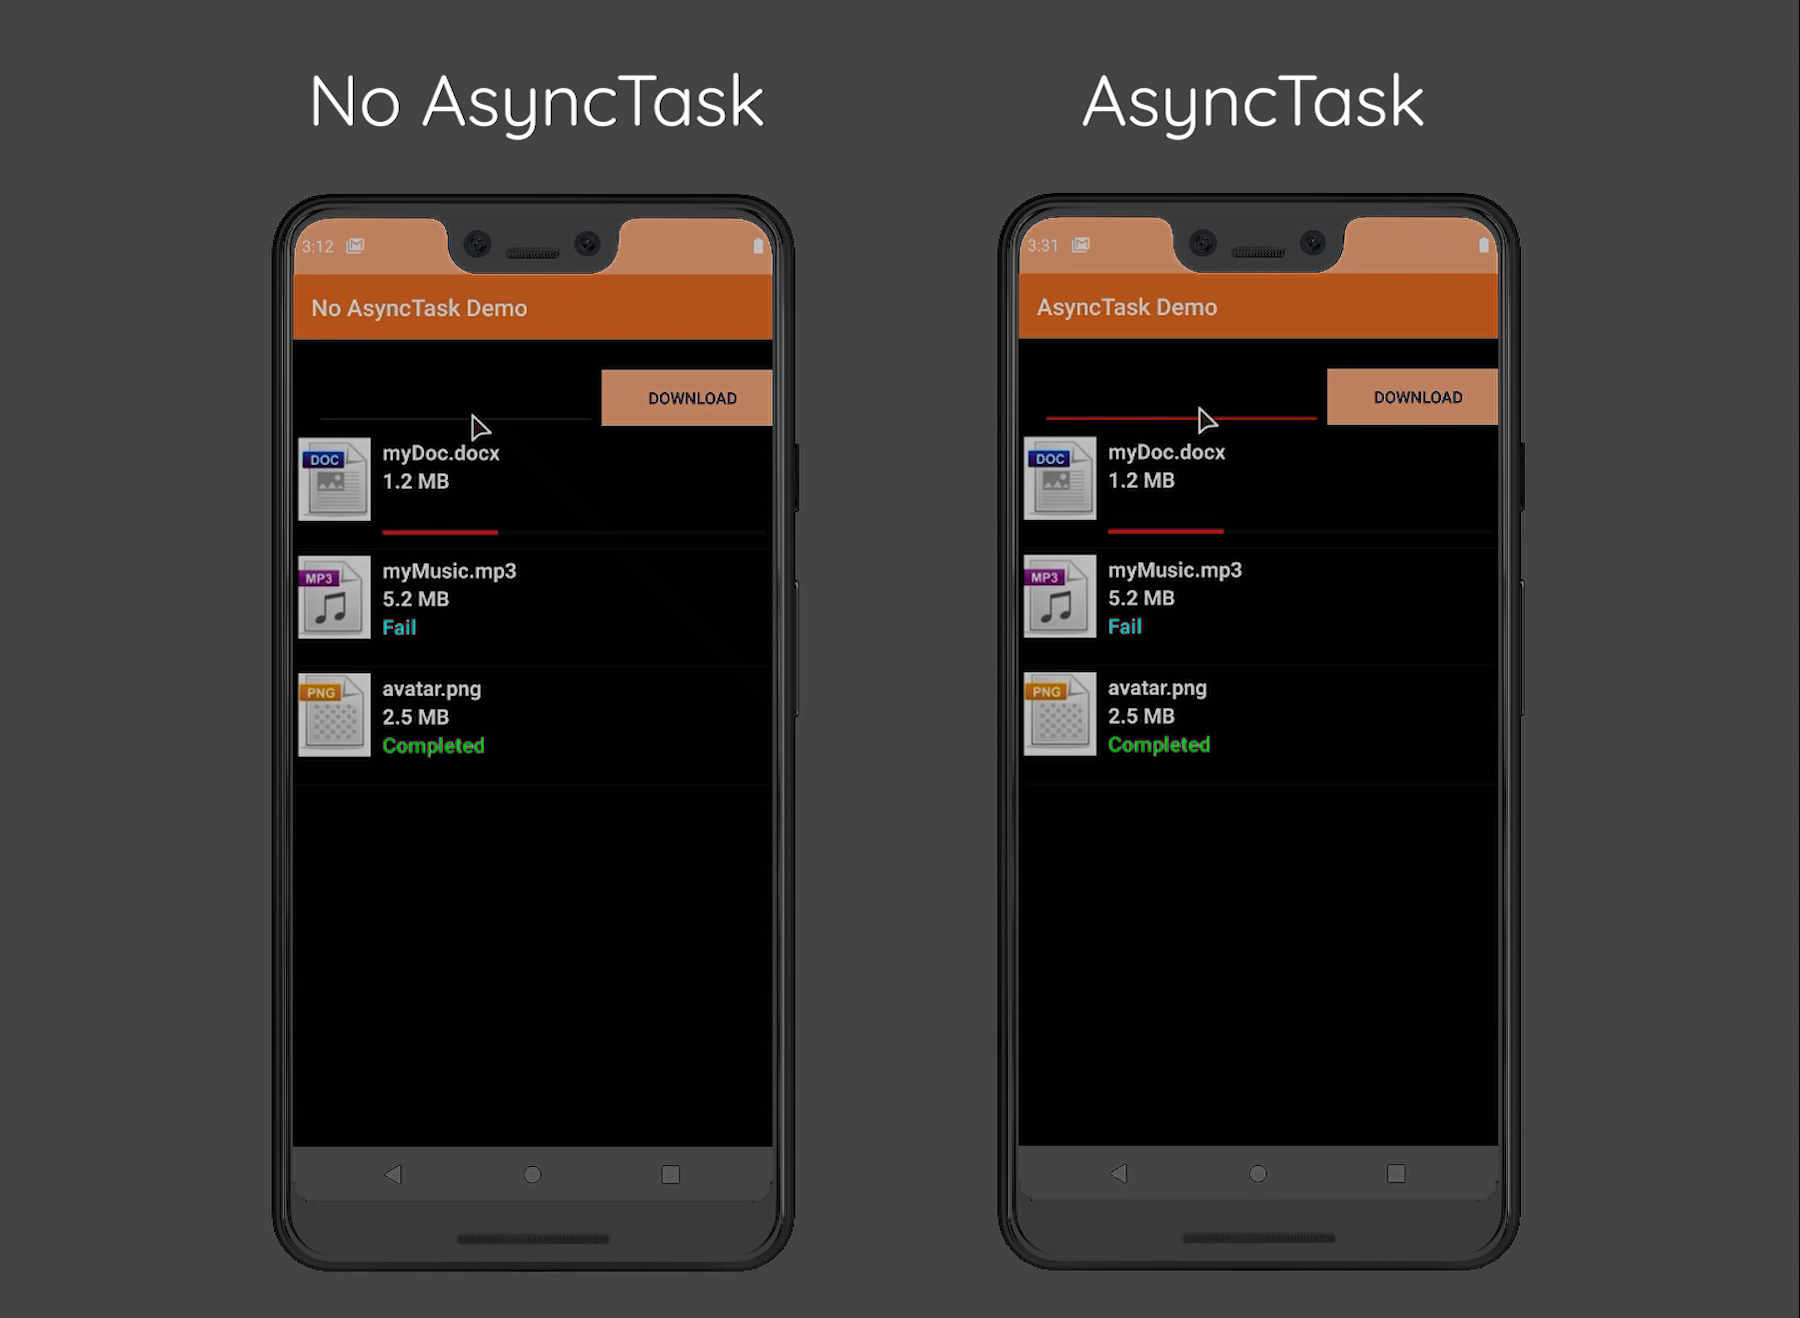 No AsyncTask
AsyncTask
3:12
No AsyncTask Demo
DOWNLOAD
DOC
myDoc.docx
1.2 MB
MP3
myMusic.mp3
5.2 MB
Fail
PNG
avatar.png
2.5 MB
Completed
3:31
AsyncTask Demo
DOWNLOAD
DOC
myDoc.docx
1.2 MB
MP3
myMusic.mp3
5.2 MB
Fail
PNG
avatar.png
2.5 MB
Completed